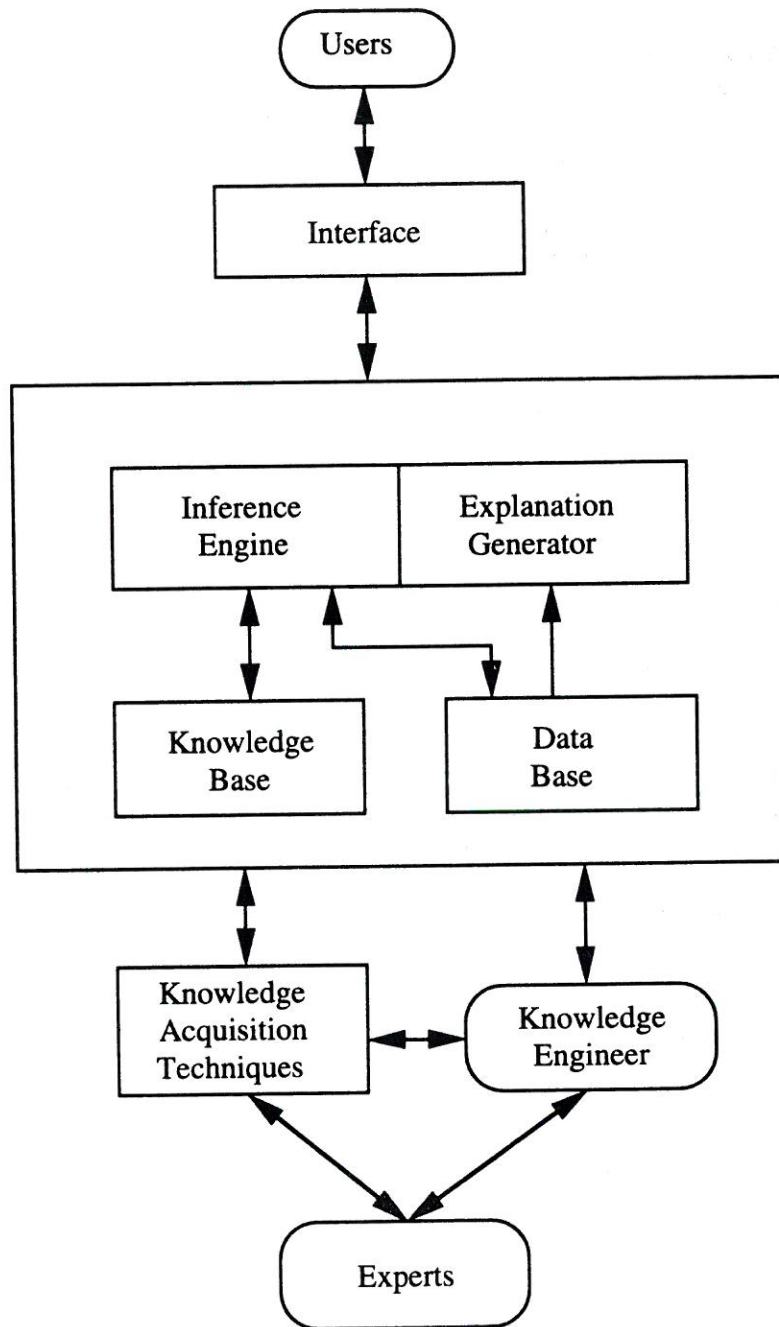 Users
Interface
Inference
Engine
Explanation
Generator
Knowledge
Base
Data
Base
Knowledge
Acquisition
Techniques
Knowledge
Engineer
Experts